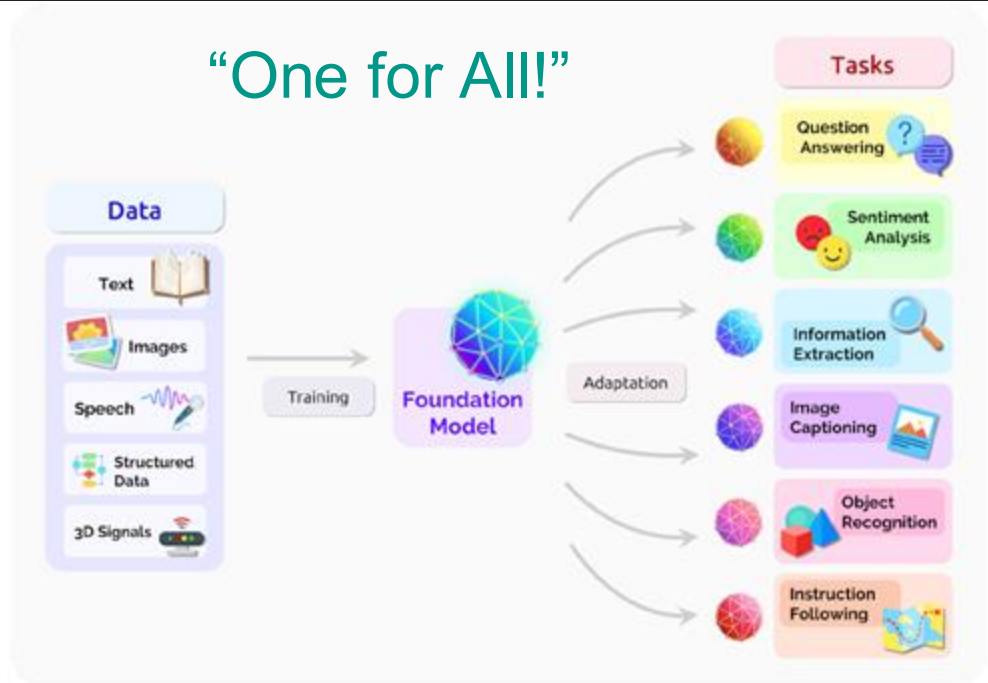 “One for All!”
Data
Text
Images
Speech
Structured
Data
3D Signals
Training
Foundation
Model
Adaptation
Tasks
Question
Answering
?
Sentiment
Analysis
Information
Extraction
Image
Captioning
Object
Recognition
Instruction
Following